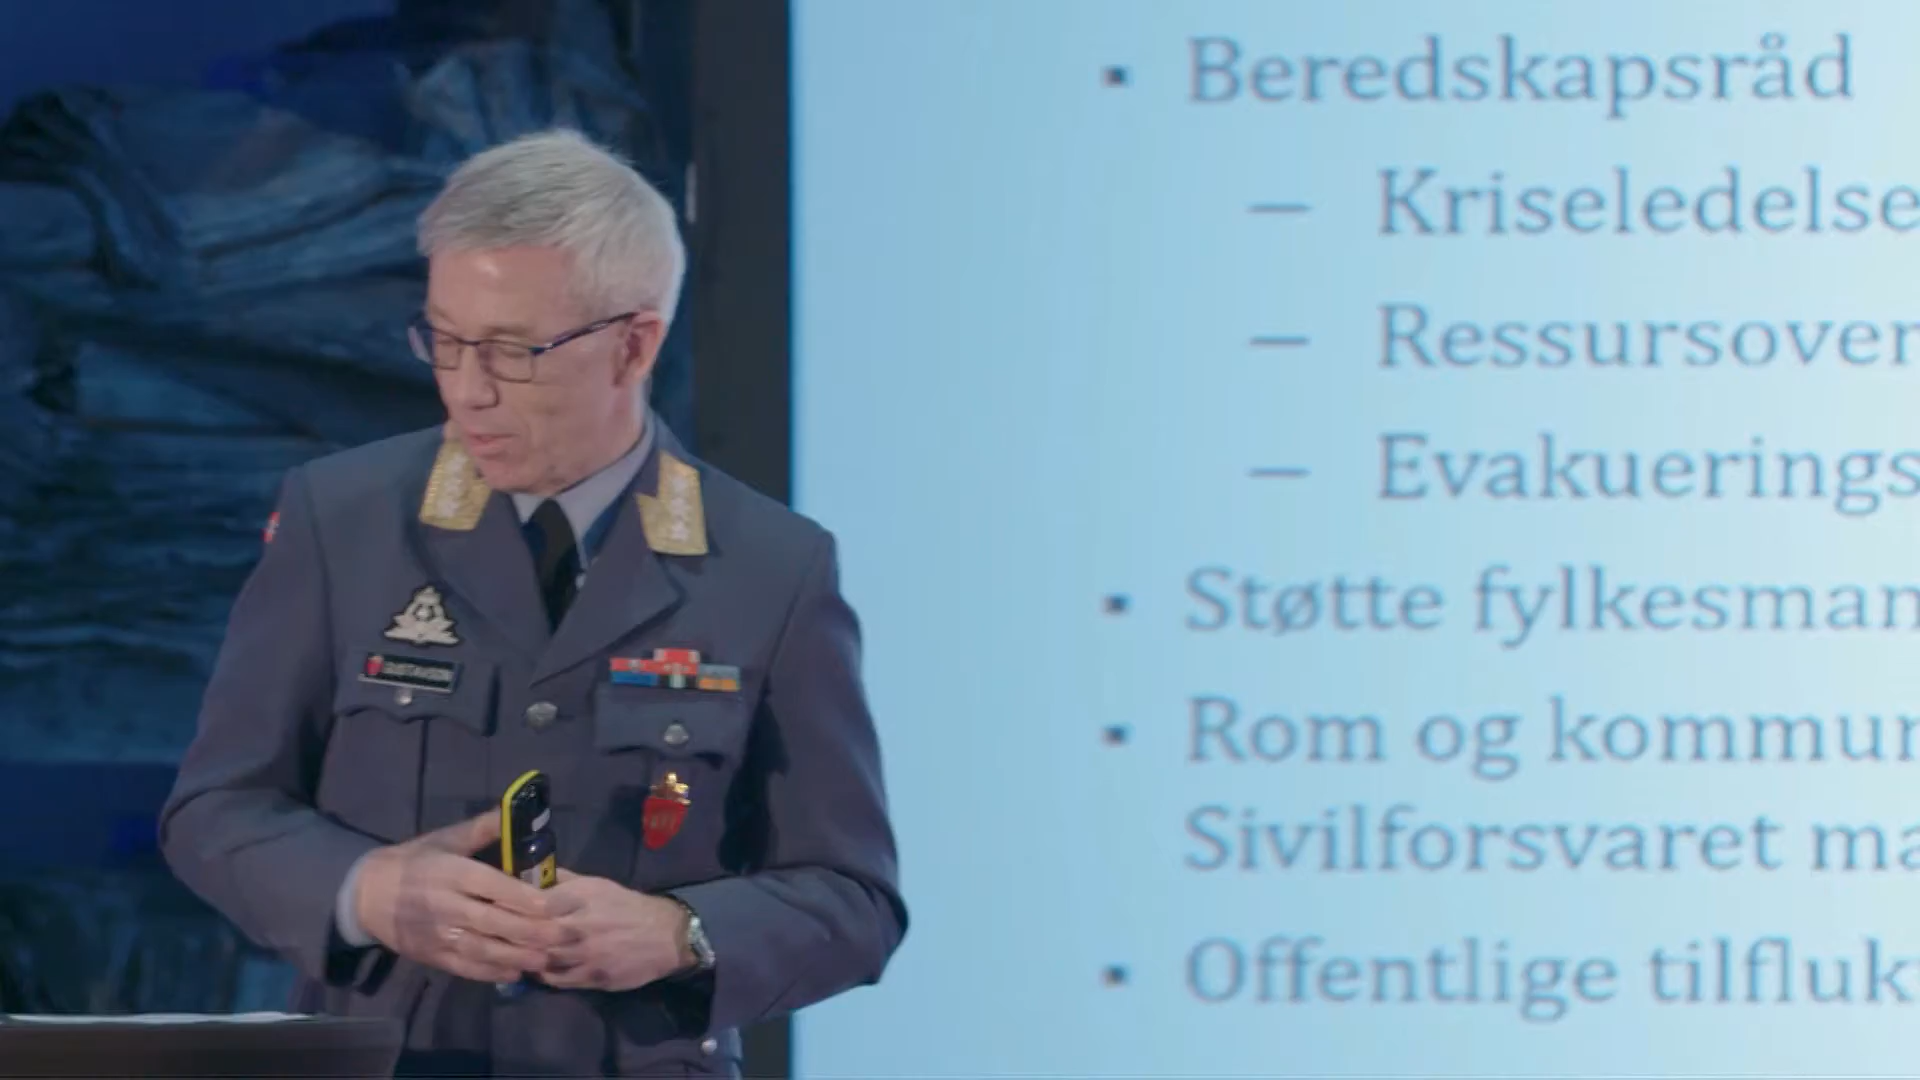 Beredskapsråd
– Kriseledelse
– Ressursover
– Evakuerings
Støtte fylkesman
Rom og kommun
Sivilforsvaret ma
Offentlige tilfluk